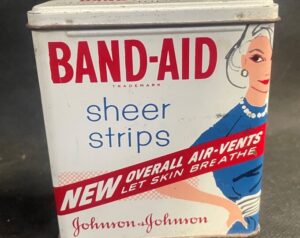 BAND-AID
TRADEMARK
sheer
strips
NEW OVERALL AIR-VENTS
LET SKIN BREATHE
Johnson & Johnson